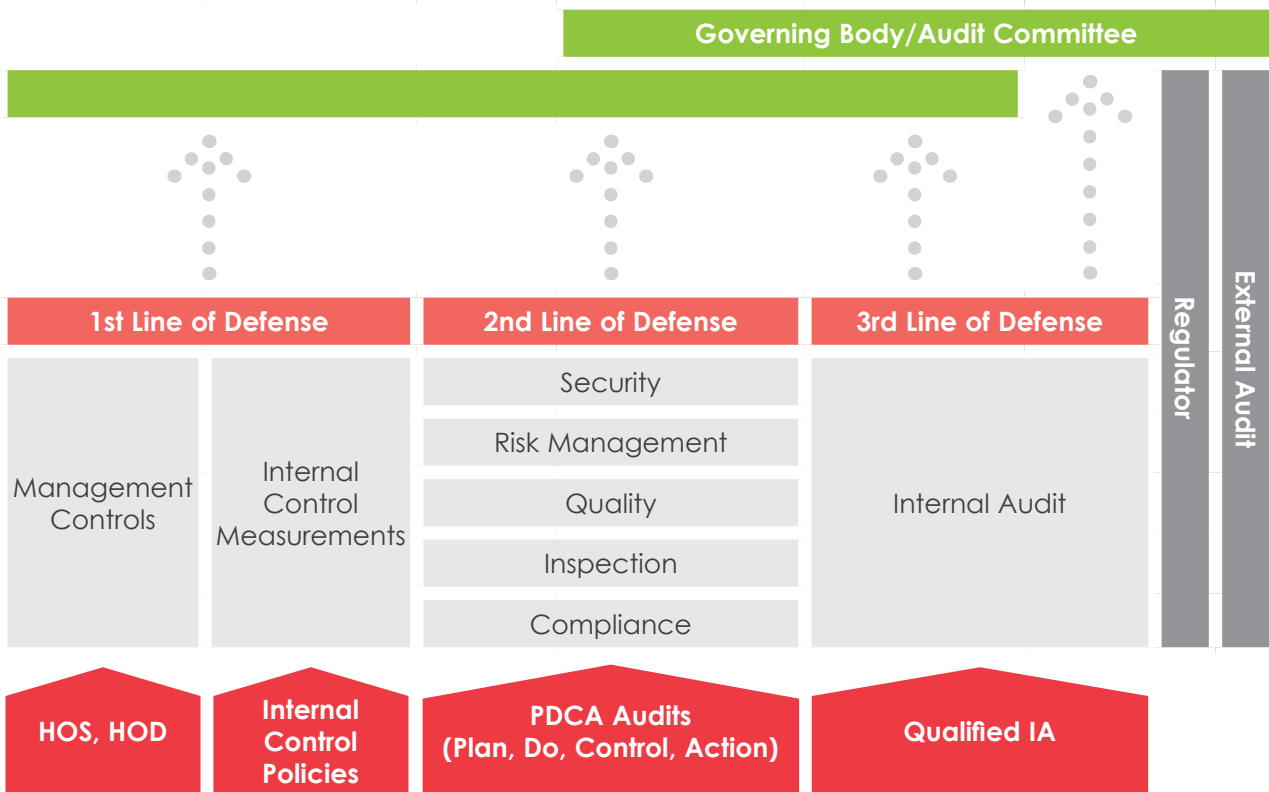 Governing Body/Audit Committee
1st Line of Defense
2nd Line of Defense
3rd Line of Defense
Regulator
External Audit
Management
Controls
Internal
Control
Measurements
Security
Risk Management
Quality
Inspection
Compliance
Internal Audit
HOS, HOD
Internal
Control
Policies
PDCA Audits
(Plan, Do, Control, Action)
Qualified IA